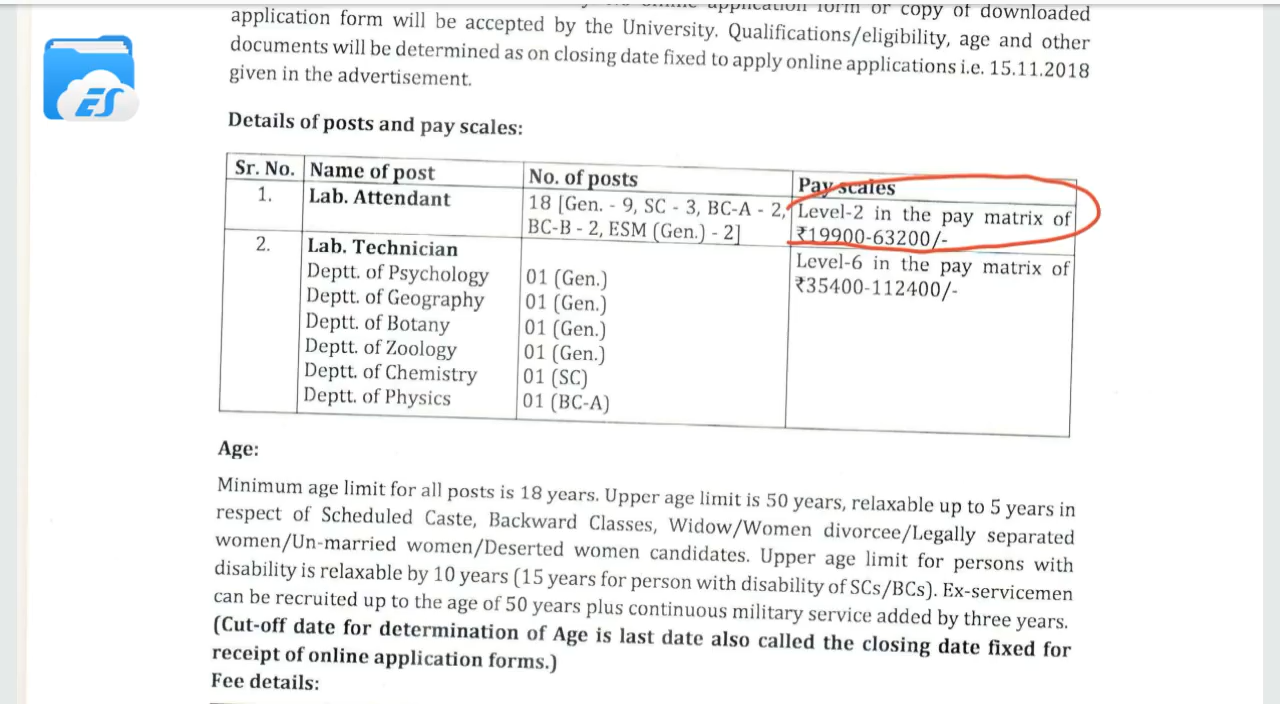 application form or copy of downloaded
application form will be accepted by the University. Qualifications/eligibility, age and other
documents will be determined as on closing date fixed to apply online applications i.e. 15.11.2018
given in the advertisement.
ES
Details of posts and pay scales:
Sr. No. Name of post No. of posts Pay scales
1. Lab. Attendant 18 [Gen. - 9, SC - 3, BC-A - 2, Level-2 in the pay matrix of
BC-B - 2, ESM (Gen.) - 2] ₹19900-63200/-
2. Lab. Technician Level-6 in the pay matrix of
Deptt. of Psychology 01 (Gen.) ₹35400-112400/-
Deptt. of Geography 01 (Gen.)
Deptt. of Botany 01 (Gen.)
Deptt. of Zoology 01 (Gen.)
Deptt. of Chemistry 01 (SC)
Deptt. of Physics 01 (BC-A)
Age:
Minimum age limit for all posts is 18 years. Upper age limit is 50 years, relaxable up to 5 years in
respect of Scheduled Caste, Backward Classes, Widow/Women divorcee/Legally separated
women/Un-married women/Deserted women candidates. Upper age limit for persons with
disability is relaxable by 10 years (15 years for person with disability of SCs/BCs). Ex-servicemen
can be recruited up to the age of 50 years plus continuous military service added by three years.
(Cut-off date for determination of Age is last date also called the closing date fixed for
receipt of online application forms.)
Fee details: